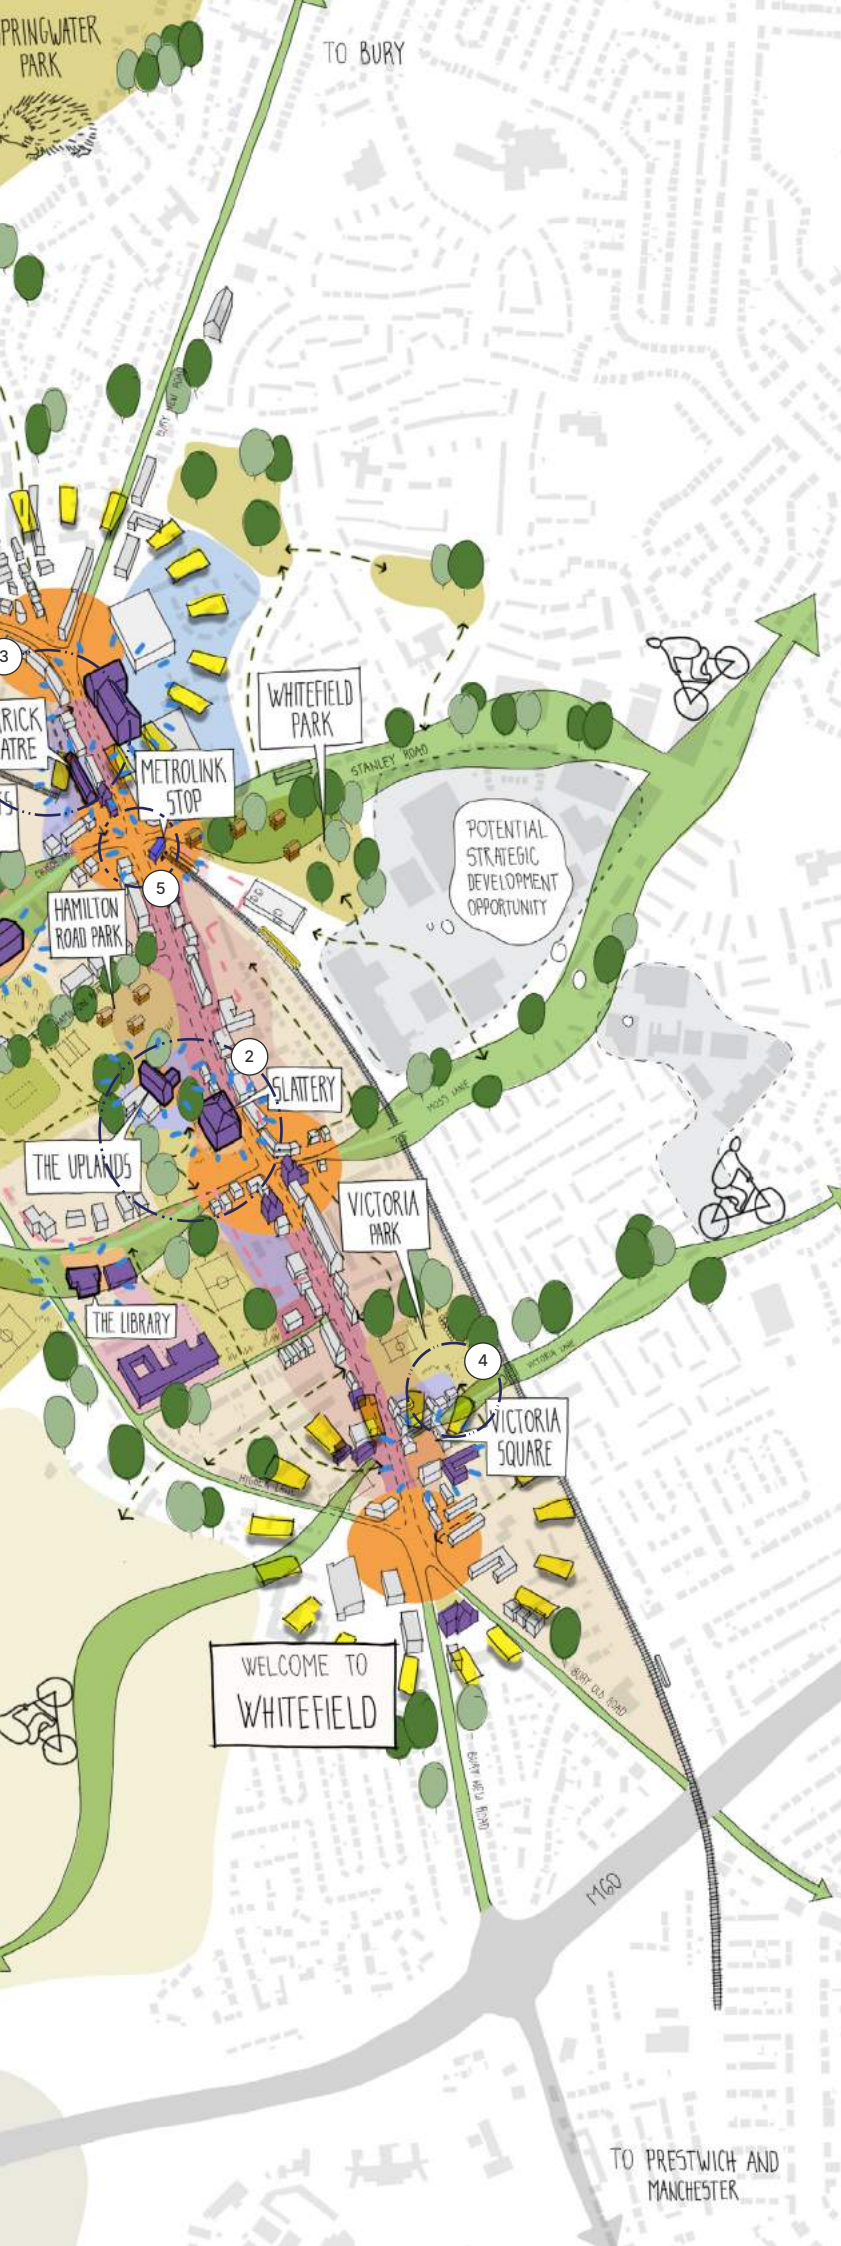 PRINGWATER
PARK
TO BURY
BURY NEW ROAD
3
RICK
ATRE
WHITEFIELD
PARK
METROLINK
STOP
STANLEY ROAD
POTENTIAL
STRATEGIC
DEVELOPMENT
OPPORTUNITY
5
HAMILTON
ROAD PARK
2
SLATTERY
MOSS LANE
THE UPLANDS
VICTORIA
PARK
THE LIBRARY
4
VICTORIA LANE
VICTORIA
SQUARE
HIGHER LANE
WELCOME TO
WHITEFIELD
BURY OLD ROAD
BURY NEW ROAD
M60
TO PRESTWICH AND
MANCHESTER